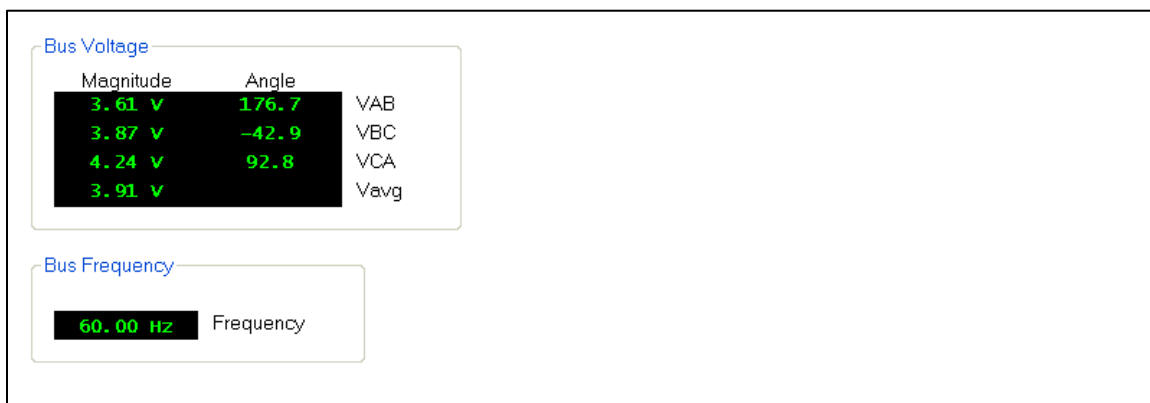 Bus Voltage
Magnitude Angle
3.61 V 176.7 VAB
3.87 V -42.9 VBC
4.24 V 92.8 VCA
3.91 V Vavg
Bus Frequency
60.00 Hz Frequency